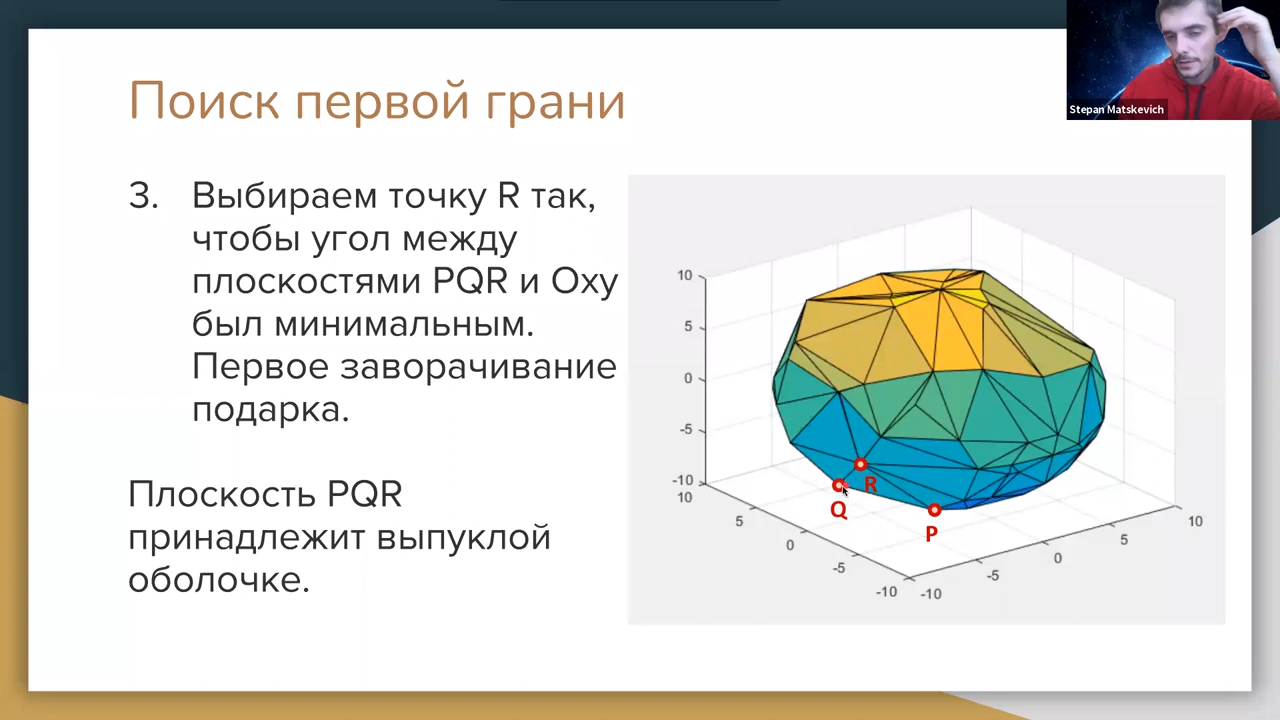 Поиск первой грани
Stepan Matskevich
3. Выбираем точку R так,
чтобы угол между
плоскостями PQR и Oxy
был минимальным.
Первое заворачивание
подарка.
Плоскость PQR
принадлежит выпуклой
оболочке.
10
5
0
-5
-10
10
5
0
-5
-10
-10
-5
0
5
10
R
Q
P